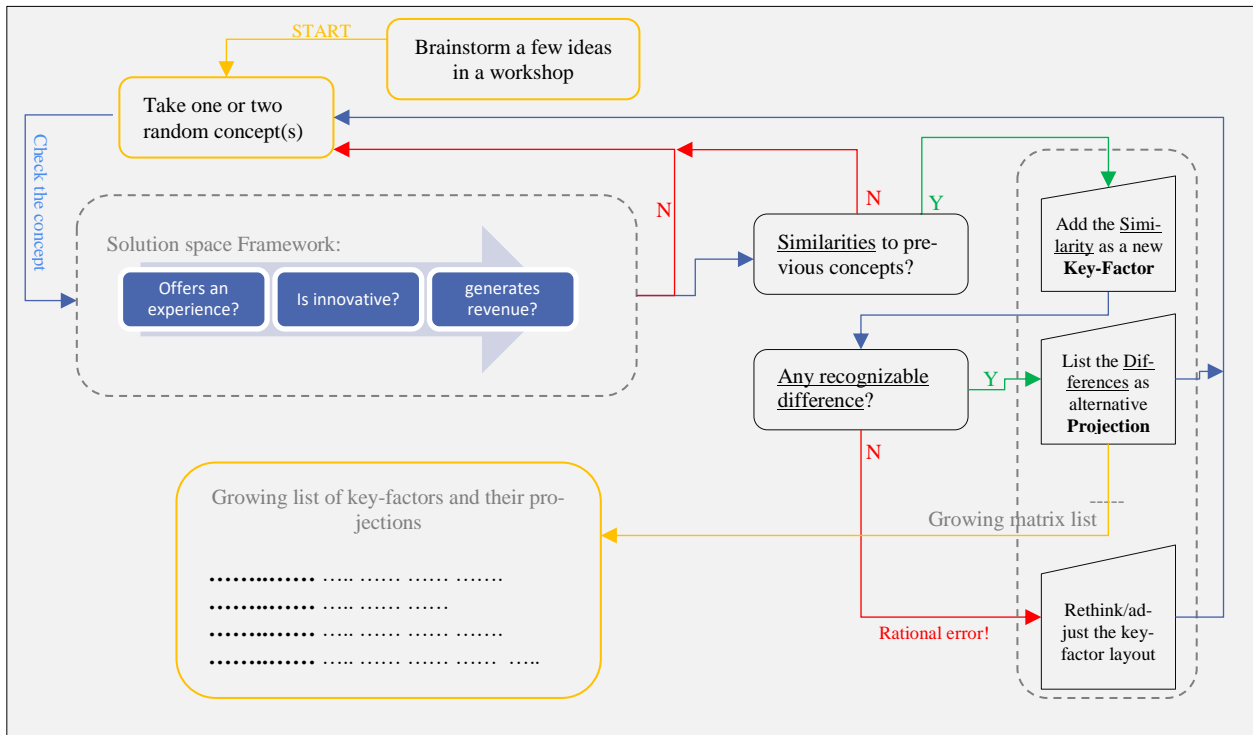 START
Brainstorm a few ideas
in a workshop
Take one or two
random concept(s)
Check the concept
N
N
Y
Solution space Framework:
Offers an
experience?
Is innovative?
generates
revenue?
Similarities to pre-
vious concepts?
Add the Simi-
larity as a new
Key-Factor
Any recognizable
difference?
Y
List the Dif-
ferences as
alternative
Projection
N
Growing list of key-factors and their pro-
jections
Growing matrix list
-----
………..…… ….. …… …… …….
………..…… ….. …… ……
………..…… ….. …… …… …….
………..…… ….. …… …… …… …..
Rational error!
Rethink/ad-
just the key-
factor layout